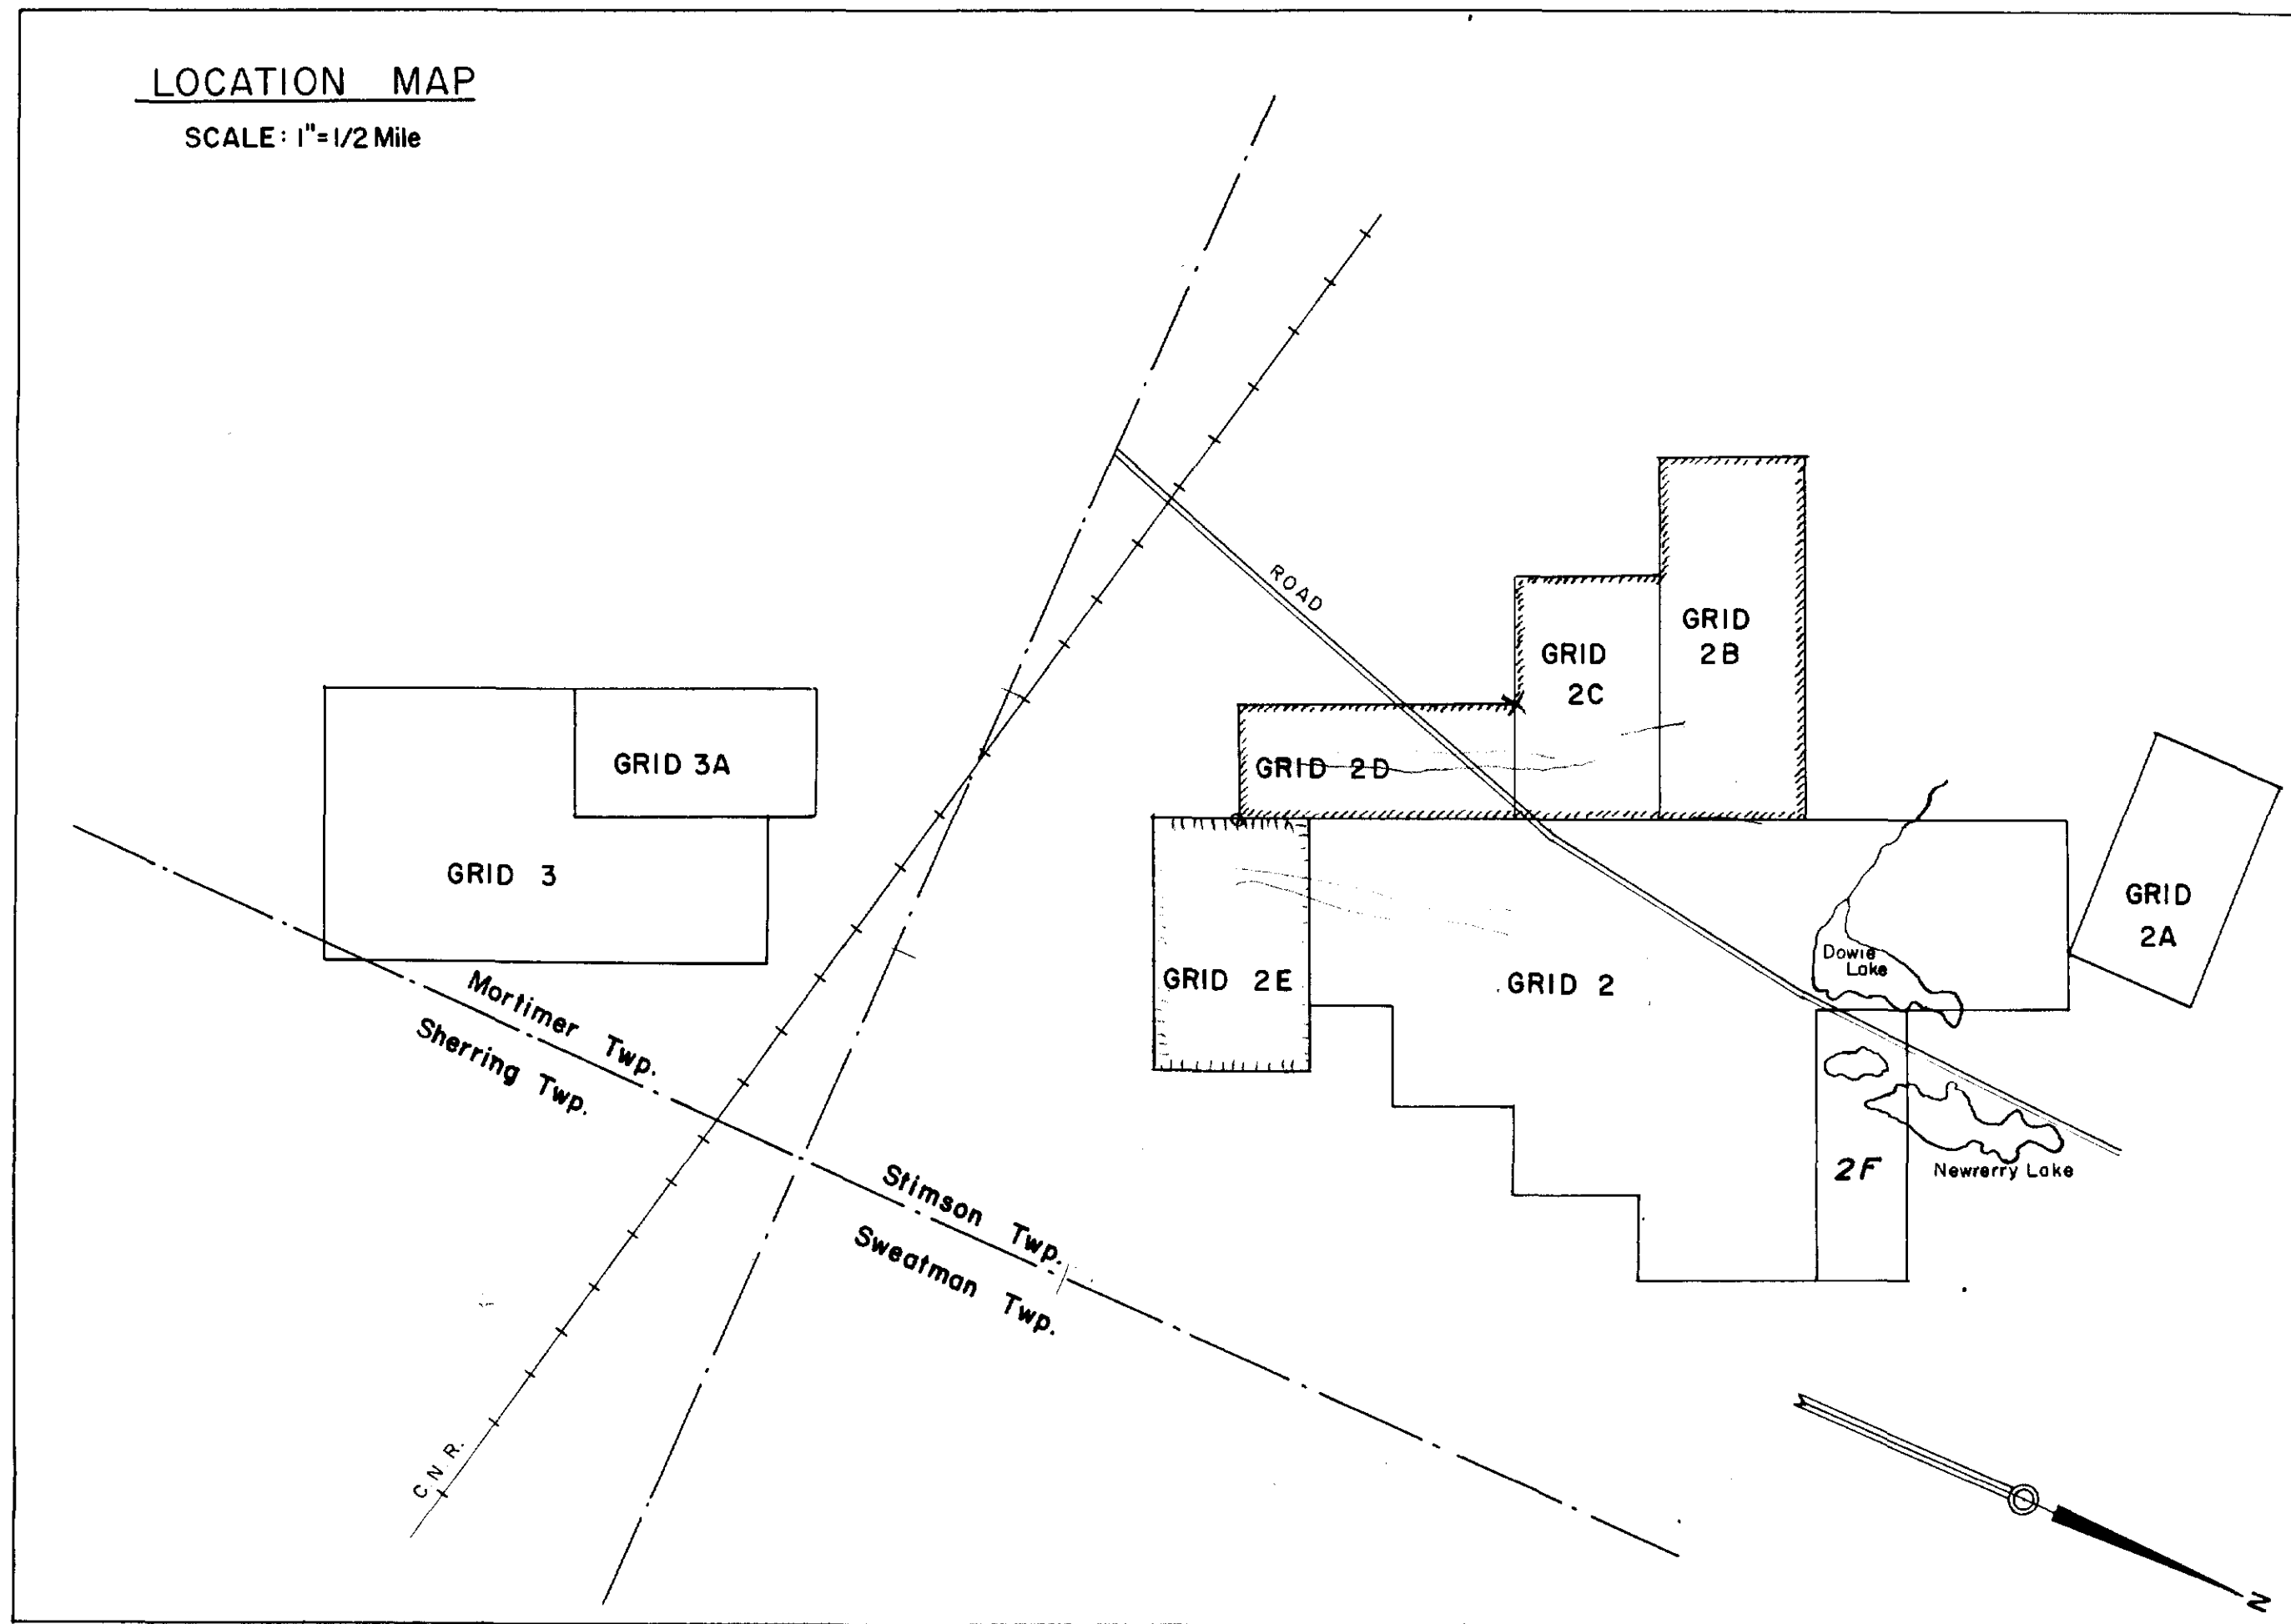 LOCATION MAP
SCALE: 1"=1/2 Mile
ROAD
GRID
2B
GRID
2C
GRID 3A
GRID 2D
GRID 3
GRID
2A
Dowie
Lake
GRID 2E
GRID 2
Mortimer Twp.
Sherring Twp.
2F
Newrerry Lake
Stimson Twp.
Sweatman Twp.
C. N. R.
N